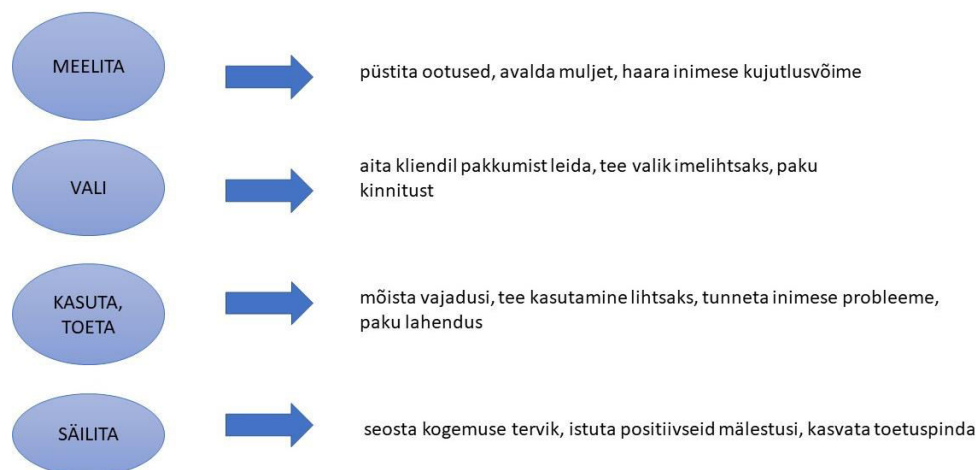 MEELITA
püstita ootused, avalda muljet, haara inimese kujutlusvõime
VALI
aita kliendil pakkumist leida, tee valik imelihtsaks, paku
kinnitust
KASUTA,
TOETA
mõista vajadusi, tee kasutamine lihtsaks, tunneta inimese probleeme,
paku lahendus
SÄILITA
seosta kogemuse tervik, istuta positiivseid mälestusi, kasvata toetuspinda